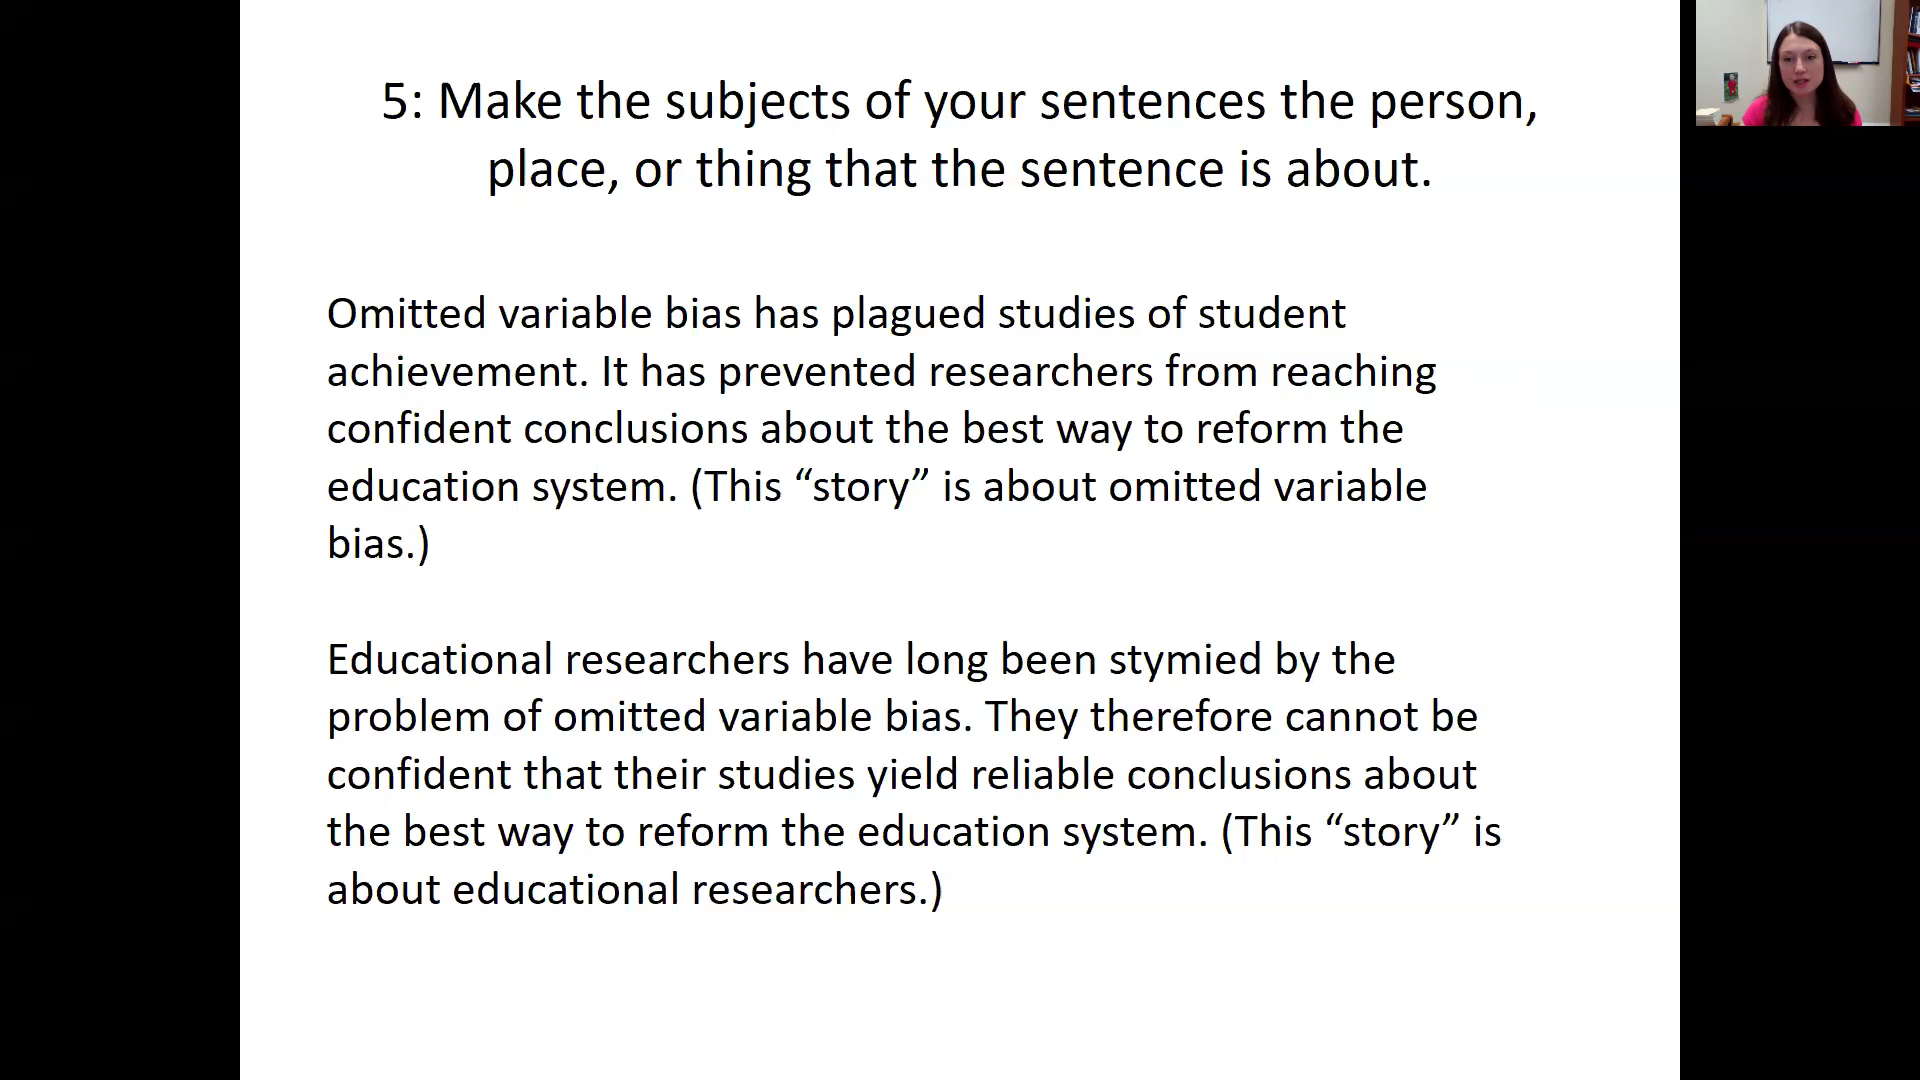 5: Make the subjects of your sentences the person,
place, or thing that the sentence is about.
Omitted variable bias has plagued studies of student
achievement. It has prevented researchers from reaching
confident conclusions about the best way to reform the
education system. (This “story” is about omitted variable
bias.)
Educational researchers have long been stymied by the
problem of omitted variable bias. They therefore cannot be
confident that their studies yield reliable conclusions about
the best way to reform the education system. (This “story” is
about educational researchers.)